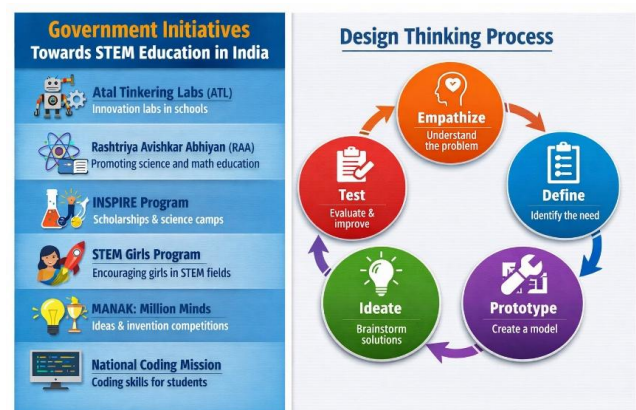 Government Initiatives
Towards STEM Education in India
Atal Tinkering Labs (ATL)
Innovation labs in schools
Rashtriya Avishkar Abhiyan (RAA)
Promoting science and math education
INSPIRE Program
Scholarships & science camps
STEM Girls Program
Encouraging girls in STEM fields
MANAK: Million Minds
Ideas & invention competitions
National Coding Mission
Coding skills for students
Design Thinking Process
Empathize
Understand
the problem
Define
Identify the need
Prototype
Create a model
Ideate
Brainstorm
solutions
Test
Evaluate &
improve